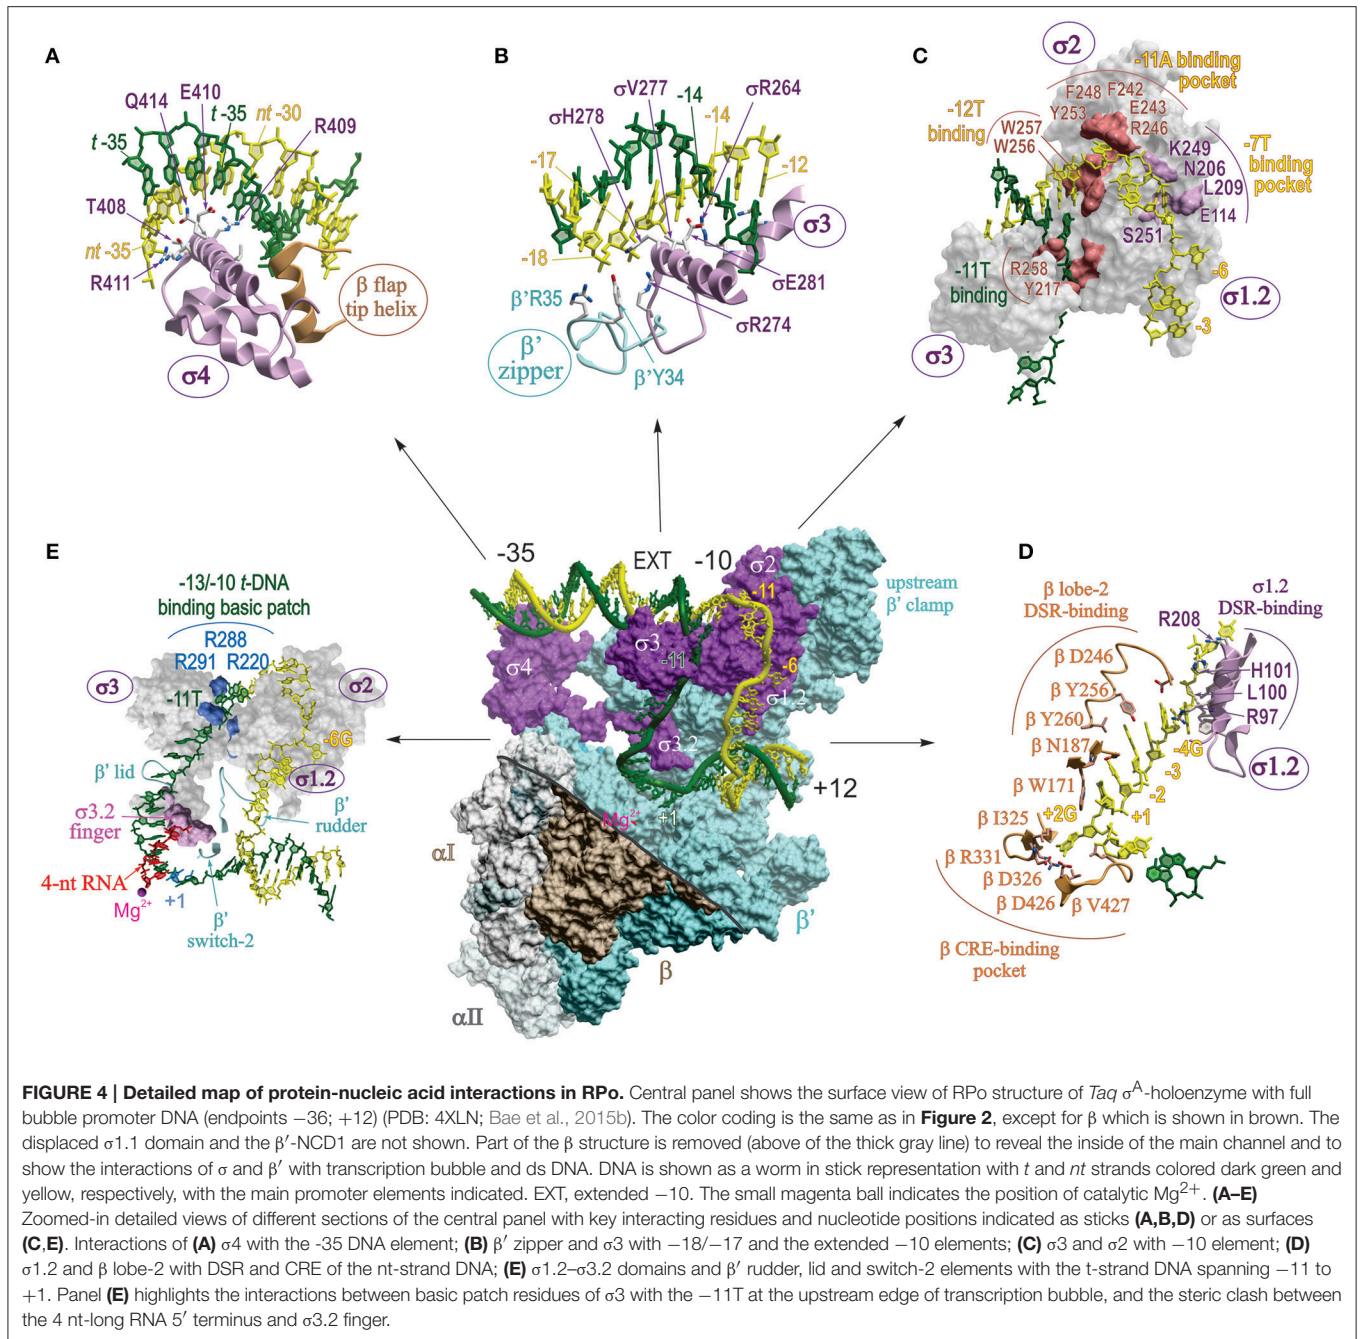 A
Q414
E410
t -35
nt -30
R409
t -35
T408
nt -35
R411
β flap
tip helix
σ4
B
σV277
-14
σR264
σH278
-14
-17
-12
σ3
-18
σE281
β'R35
σR274
β'
zipper
β'Y34
C
σ2
-11A binding
pocket
F248 F242
Y253 E243
R246
-12T
binding
W257
W256
K249
N206
L209
E114
-7T
binding
pocket
S251
-11T
binding
R258
Y217
-6
σ1.2
-3
σ3
E
-13/-10 t-DNA
binding basic patch
R288
R291 R220
σ3
σ2
-11T
-6G
β' lid
σ1.2
σ3.2
finger
β'
rudder
4-nt RNA
Mg2+
+1
β'
switch-2
-35
EXT
-10
σ2
-11
upstream
β' clamp
σ3
-11
σ4
-6
σ1.2
σ3.2
+12
Mg2+
+1
αI
β'
β
αII
D
β lobe-2
DSR-binding
σ1.2
DSR-binding
R208
β D246
H101
β Y256
L100
β Y260
R97
β N187
-4G
σ1.2
β W171
-3
-2
+2G
+1
β I325
β R331
β D326
β D426
β V427
β CRE-binding
pocket
FIGURE 4 | Detailed map of protein-nucleic acid interactions in RPo. Central panel shows the surface view of RPo structure of Taq σA-holoenzyme with full
bubble promoter DNA (endpoints −36; +12) (PDB: 4XLN; Bae et al., 2015b). The color coding is the same as in Figure 2, except for β which is shown in brown. The
displaced σ1.1 domain and the β′-NCD1 are not shown. Part of the β structure is removed (above of the thick gray line) to reveal the inside of the main channel and to
show the interactions of σ and β′ with transcription bubble and ds DNA. DNA is shown as a worm in stick representation with t and nt strands colored dark green and
yellow, respectively, with the main promoter elements indicated. EXT, extended −10. The small magenta ball indicates the position of catalytic Mg2+. (A–E)
Zoomed-in detailed views of different sections of the central panel with key interacting residues and nucleotide positions indicated as sticks (A,B,D) or as surfaces
(C,E). Interactions of (A) σ4 with the -35 DNA element; (B) β′ zipper and σ3 with −18/−17 and the extended −10 elements; (C) σ3 and σ2 with −10 element; (D)
σ1.2 and β lobe-2 with DSR and CRE of the nt-strand DNA; (E) σ1.2–σ3.2 domains and β′ rudder, lid and switch-2 elements with the t-strand DNA spanning −11 to
+1. Panel (E) highlights the interactions between basic patch residues of σ3 with the −11T at the upstream edge of transcription bubble, and the steric clash between
the 4 nt-long RNA 5′ terminus and σ3.2 finger.